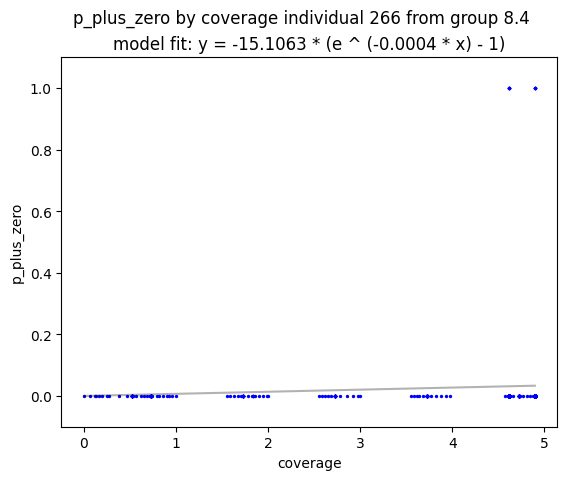 p_plus_zero by coverage individual 266 from group 8.4
model fit: y = -15.1063 * (e ^ (-0.0004 * x) - 1)
1.0
0.8
0.6
0.4
0.2
0.0
p_plus_zero
0 1 2 3 4 5
coverage